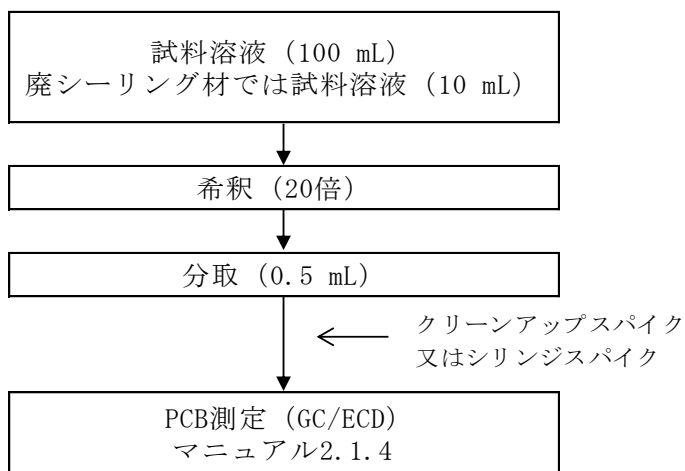 試料溶液（100 mL）
廃シーリング材では試料溶液（10 mL）
希釈（20倍）
分取（0.5 mL）
クリーンアップスパイク
又はシリンジスパイク
PCB測定（GC/ECD）
マニュアル2.1.4